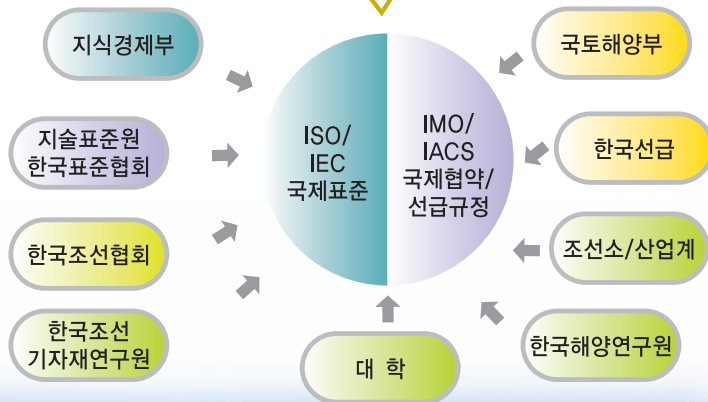 지식경제부
지술표준원
한국표준협회
한국조선협회
한국조선
기자재연구원
ISO/
IEC
국제표준
IMO/
IACS
국제협약/
선급규정
국토해양부
한국선급
조선소/산업계
한국해양연구원
대 학